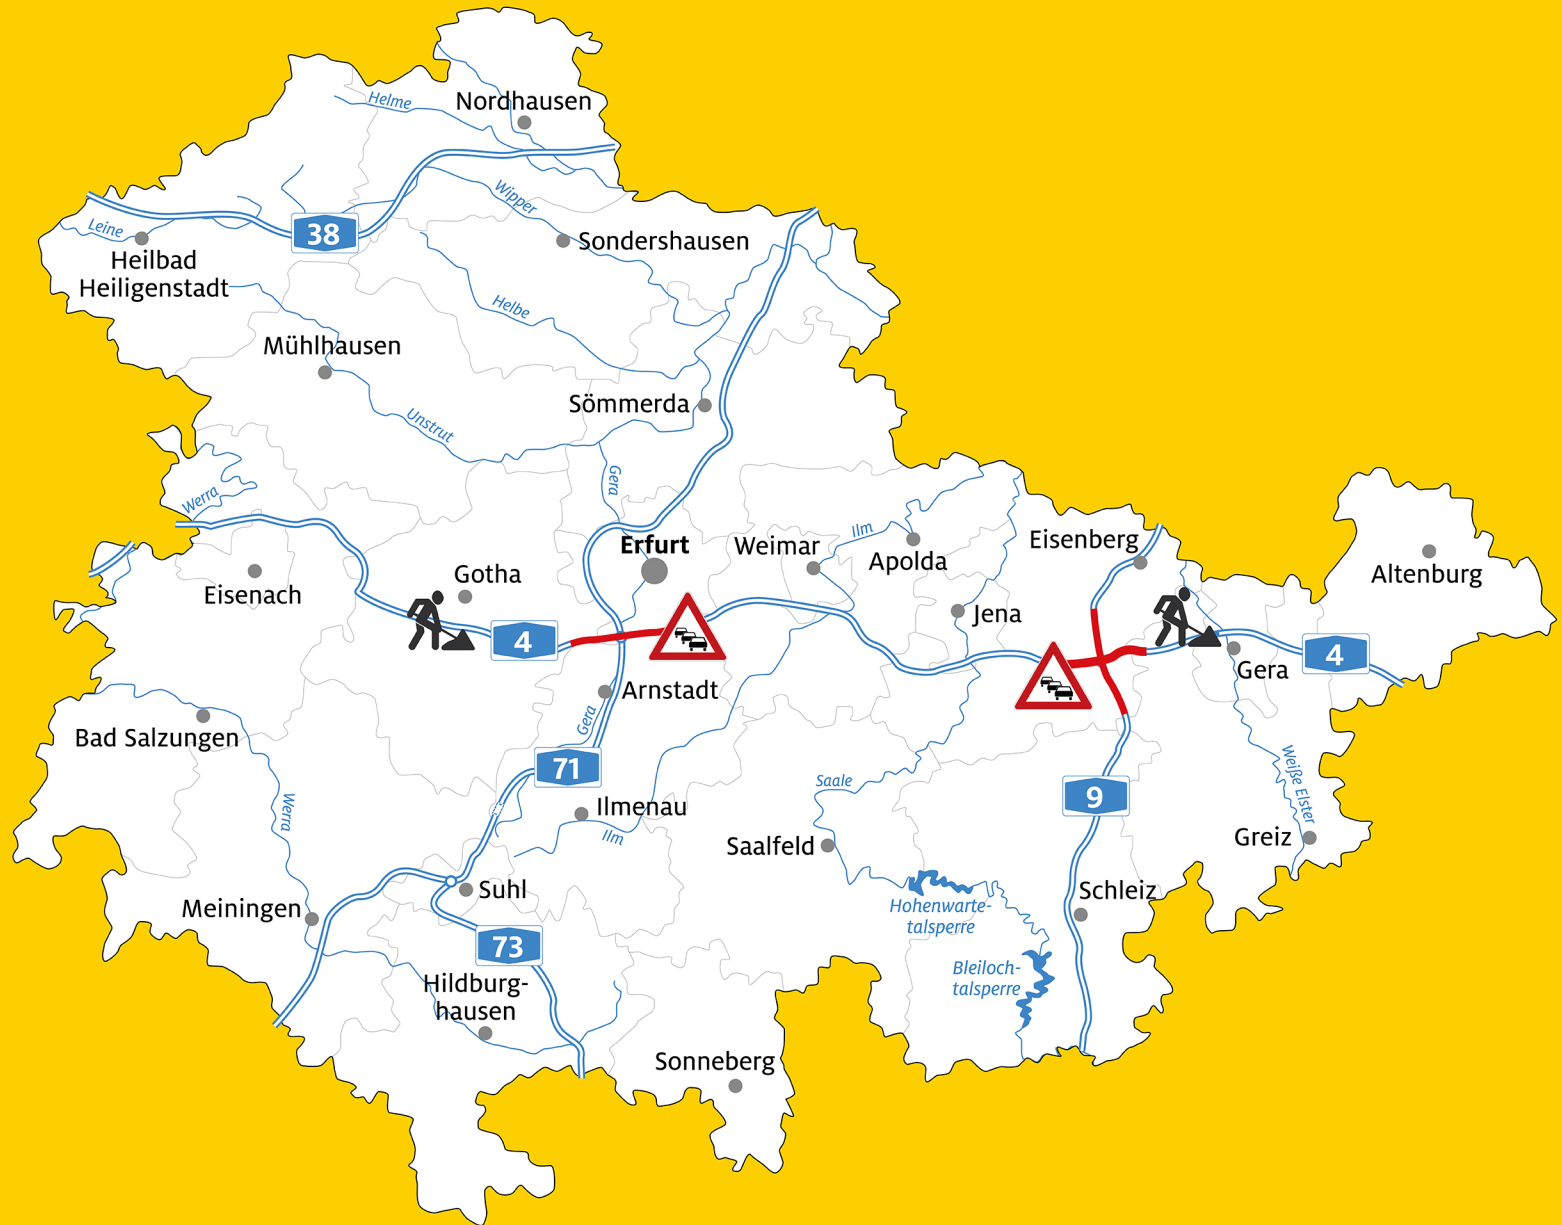 Nordhausen
Helme
Wipper
38
Leine
Sondershausen
Heilbad
Heiligenstadt
Helbe
Mühlhausen
Sömmerda
Unstrut
Gera
Werra
Erfurt
Weimar
Ilm
Apolda
Eisenberg
Altenburg
Gotha
Eisenach
Jena
4
4
Gera
Arnstadt
Gera
Bad Salzungen
71
Saale
Weiße Elster
9
Werra
Ilmenau
Ilm
Saalfeld
Greiz
Suhl
Schleiz
Meiningen
Hohenwarte-
talsperre
73
Bleiloch-
talsperre
Hildburg-
hausen
Sonneberg